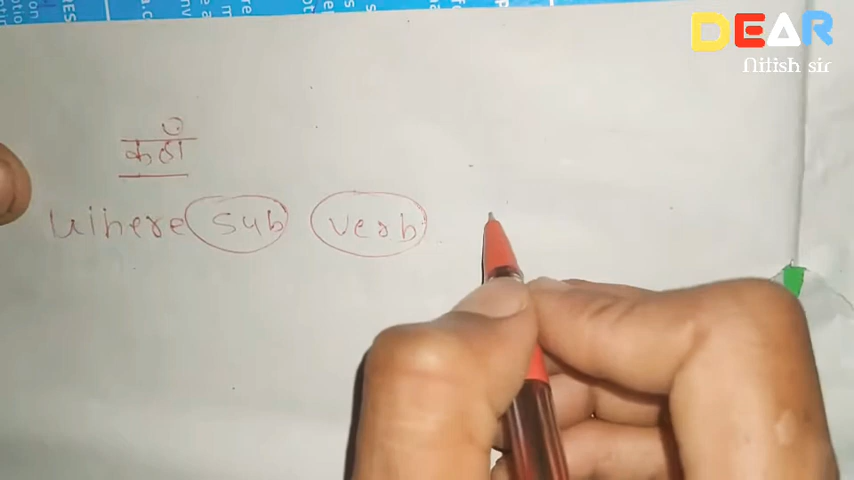 DEAR
Nitish sir
कहाँ
where sub verb